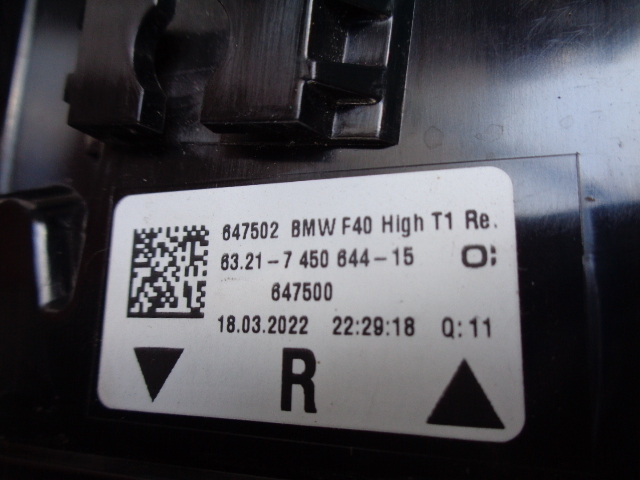 647502 BMW F40 High T1 Re.
63.21-7 450 644-15
647500
18.03.2022 22:29:18 Q: 11
R